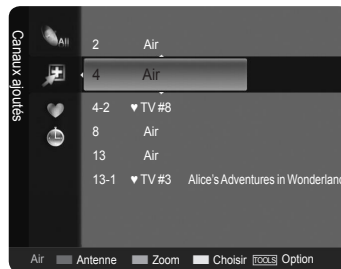 Canaux ajoutés
All
2 Air
4 Air
4-2 ♥ TV #8
8 Air
13 Air
13-1 ♥ TV #3 Alice's Adventures in Wonderland
Air Antenne Zoom Choisir TOOLS Option